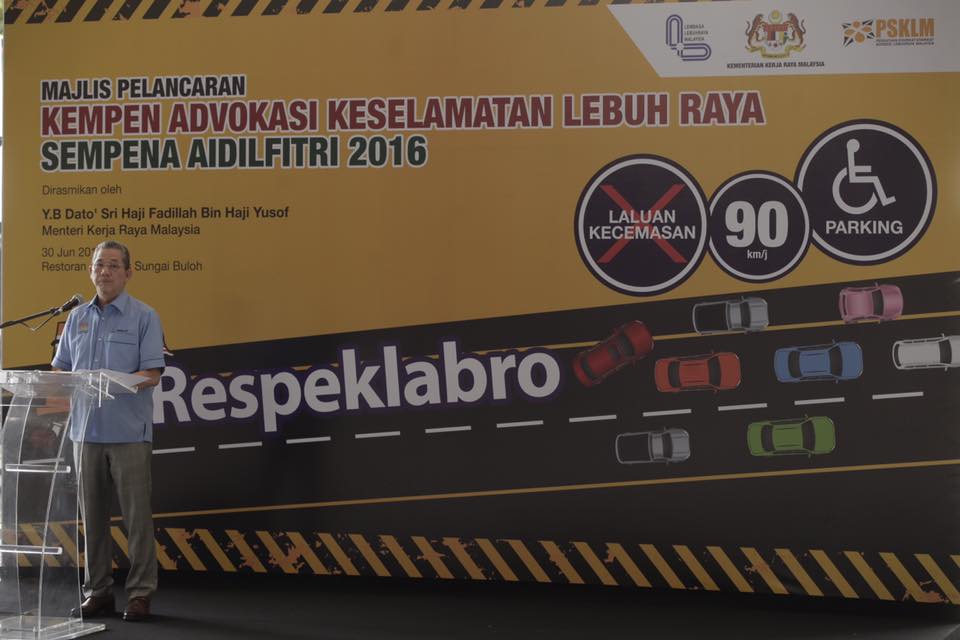 LEMBAGA
LEBUHRAYA
MALAYSIA
KEMENTERIAN KERJA RAYA MALAYSIA
PSKLM
MAJLIS PELANCARAN
KEMPEN ADVOKASI KESELAMATAN LEBUH RAYA
SEMPENA AIDILFITRI 2016
Dirasmikan oleh
Y.B Dato' Sri Haji Fadillah Bin Haji Yusof
Menteri Kerja Raya Malaysia
30 Jun
Restoran Sungai Buloh
LALUAN
KECEMASAN
90
km/j
PARKING
Respeklabro